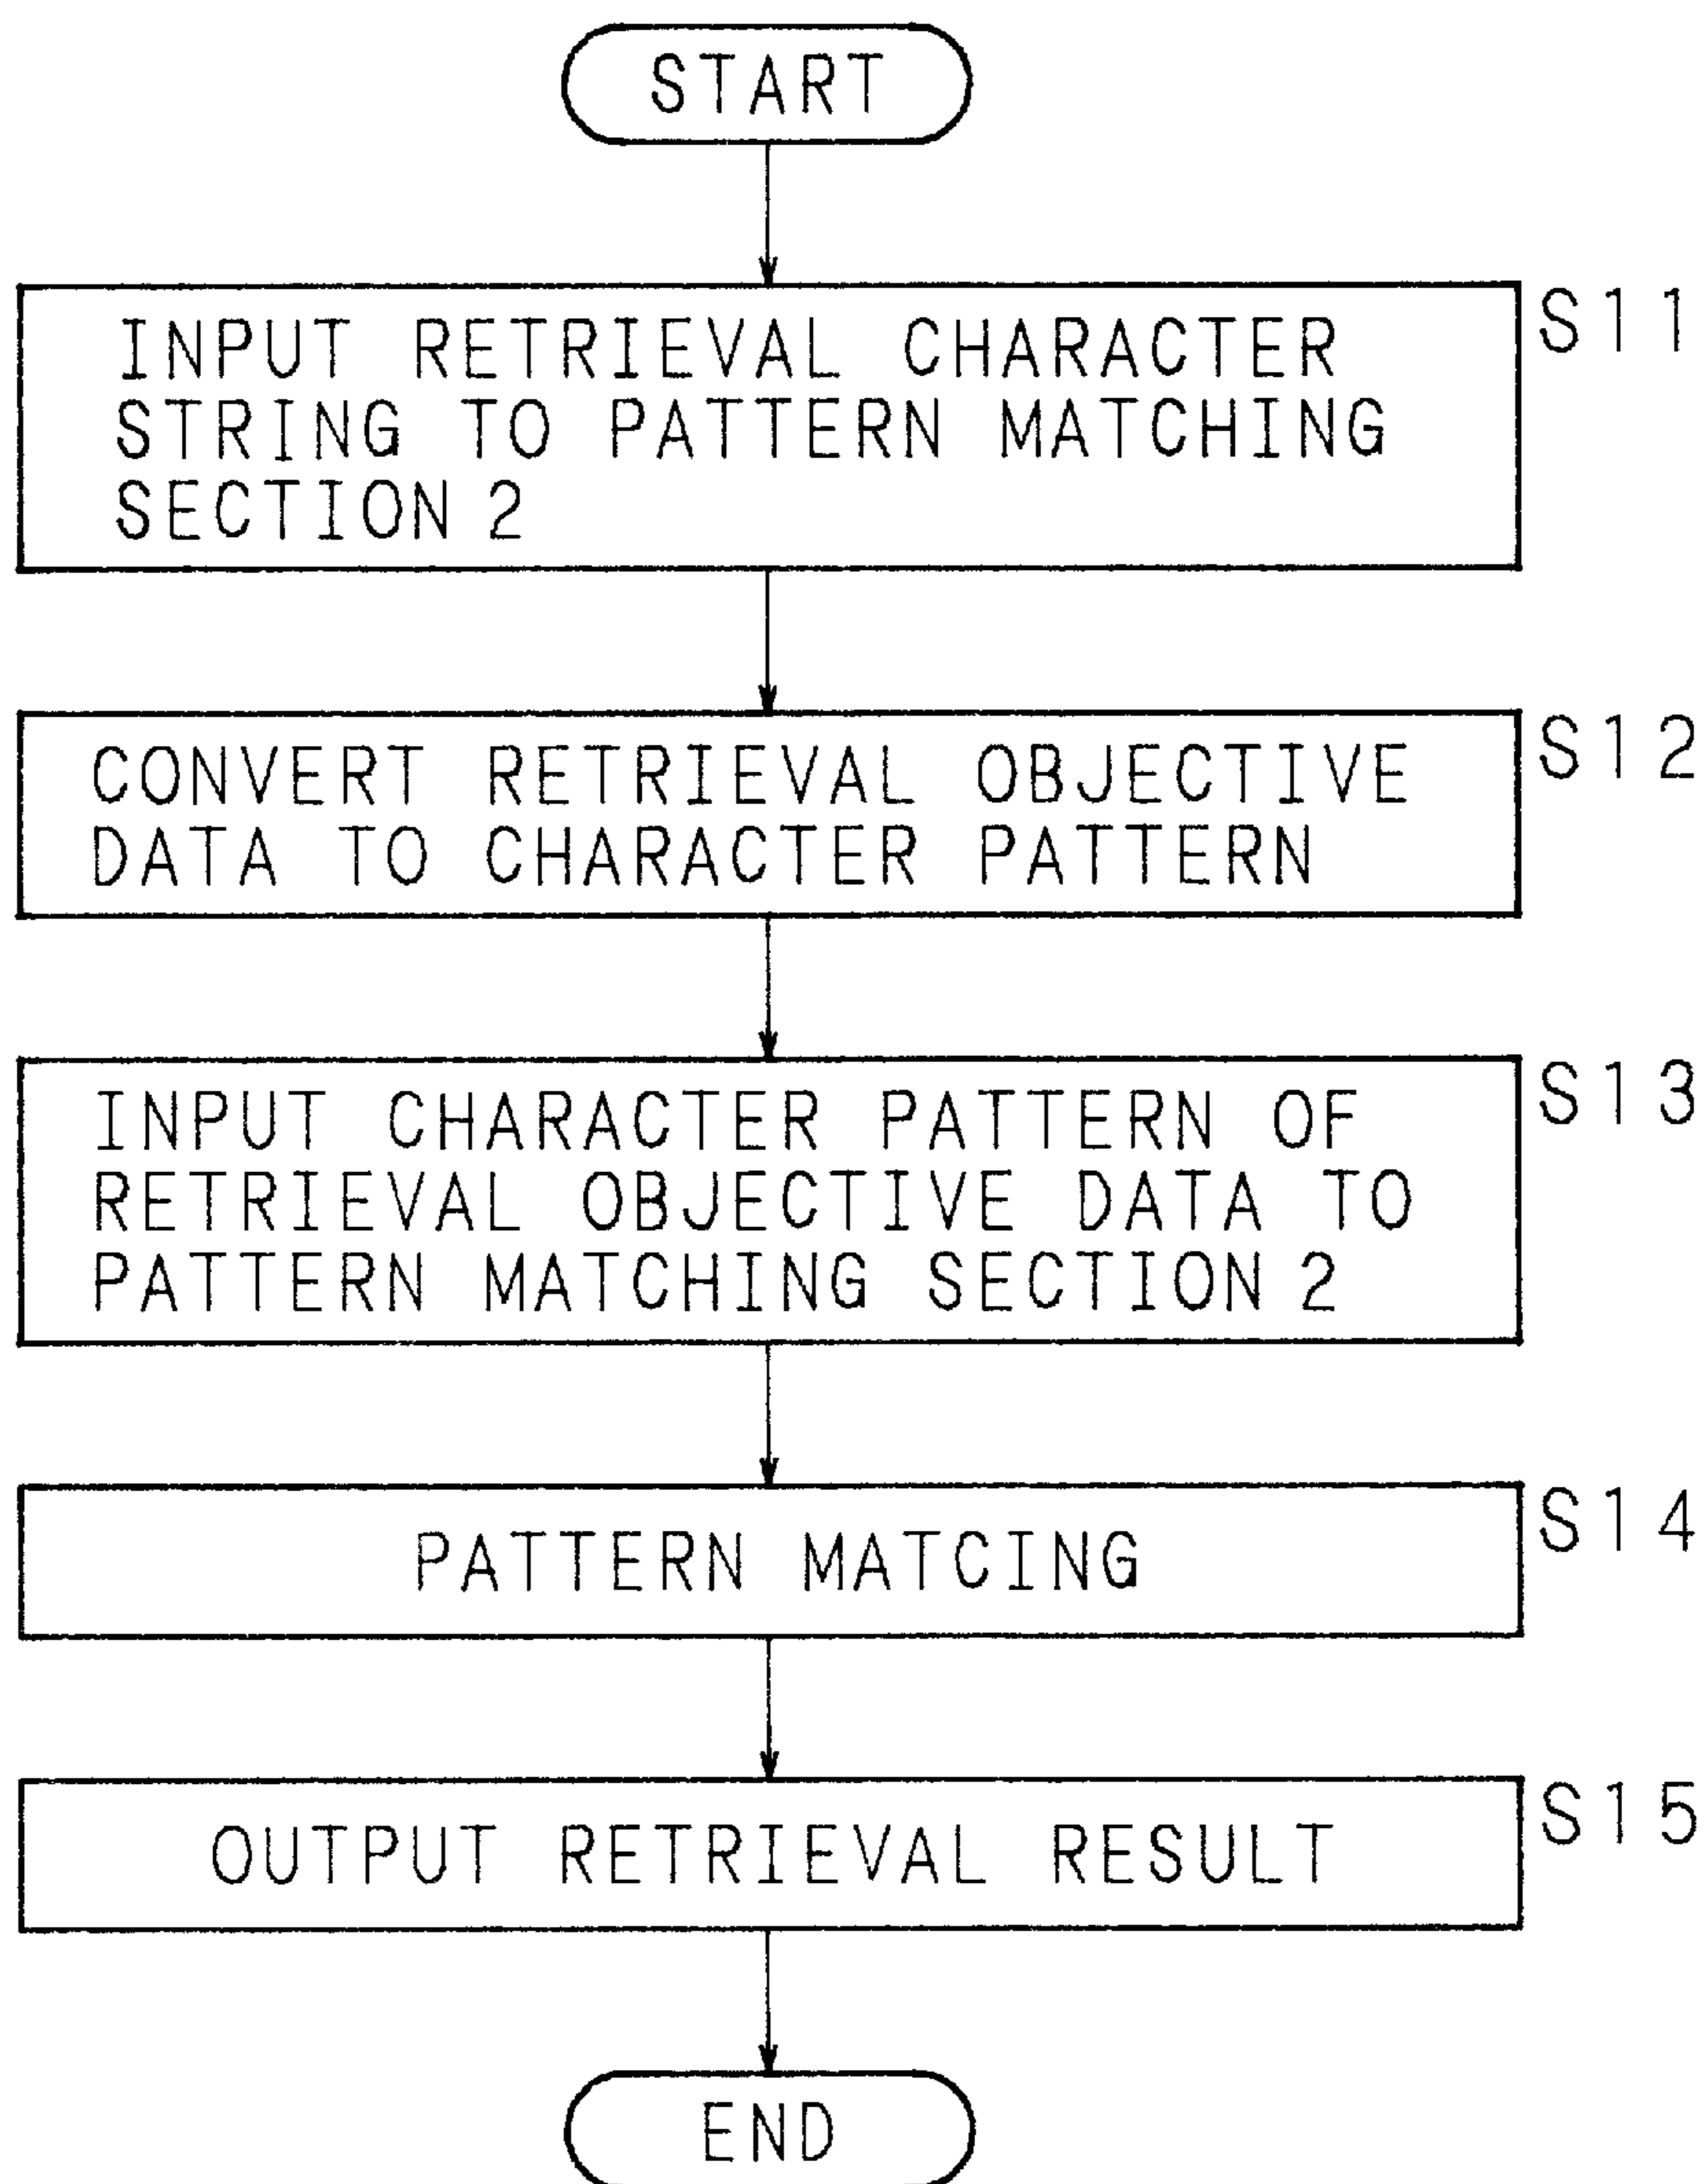 START
INPUT RETRIEVAL CHARACTER
STRING TO PATTERN MATCHING
SECTION 2
S11
CONVERT RETRIEVAL OBJECTIVE
DATA TO CHARACTER PATTERN
S12
INPUT CHARACTER PATTERN OF
RETRIEVAL OBJECTIVE DATA TO
PATTERN MATCHING SECTION 2
S13
PATTERN MATCING
S14
OUTPUT RETRIEVAL RESULT
S15
END